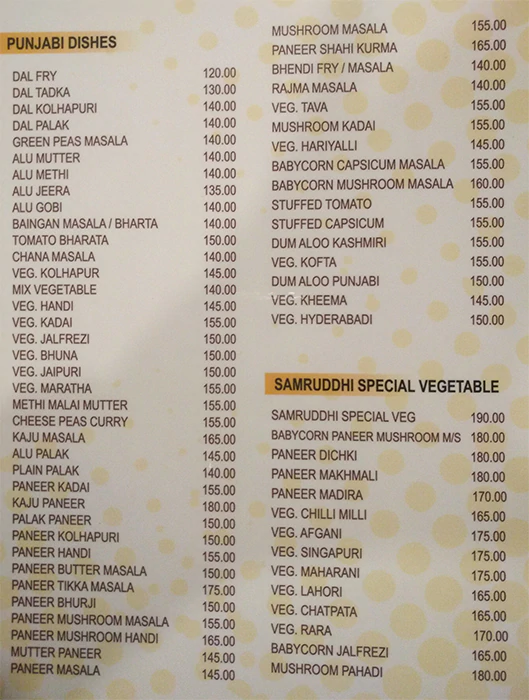 PUNJABI DISHES
DAL FRY 120.00
DAL TADKA 130.00
DAL KOLHAPURI 140.00
DAL PALAK 140.00
GREEN PEAS MASALA 140.00
ALU MUTTER 140.00
ALU METHI 140.00
ALU JEERA 135.00
ALU GOBI 140.00
BAINGAN MASALA / BHARTA 140.00
TOMATO BHARATA 150.00
CHANA MASALA 140.00
VEG. KOLHAPUR 145.00
MIX VEGETABLE 140.00
VEG. HANDI 145.00
VEG. KADAI 155.00
VEG. JALFREZI 150.00
VEG. BHUNA 150.00
VEG. JAIPURI 150.00
VEG. MARATHA 155.00
METHI MALAI MUTTER 155.00
CHEESE PEAS CURRY 155.00
KAJU MASALA 165.00
ALU PALAK 145.00
PLAIN PALAK 140.00
PANEER KADAI 155.00
KAJU PANEER 180.00
PALAK PANEER 150.00
PANEER KOLHAPURI 150.00
PANEER HANDI 155.00
PANEER BUTTER MASALA 150.00
PANEER TIKKA MASALA 175.00
PANEER BHURJI 150.00
PANEER MUSHROOM MASALA 155.00
PANEER MUSHROOM HANDI 165.00
MUTTER PANEER 145.00
PANEER MASALA 145.00
MUSHROOM MASALA 155.00
PANEER SHAHI KURMA 165.00
BHENDI FRY / MASALA 140.00
RAJMA MASALA 140.00
VEG. TAVA 155.00
MUSHROOM KADAI 155.00
VEG. HARIYALLI 145.00
BABYCORN CAPSICUM MASALA 155.00
BABYCORN MUSHROOM MASALA 160.00
STUFFED TOMATO 155.00
STUFFED CAPSICUM 155.00
DUM ALOO KASHMIRI 155.00
VEG. KOFTA 155.00
DUM ALOO PUNJABI 150.00
VEG. KHEEMA 145.00
VEG. HYDERABADI 150.00
SAMRUDDHI SPECIAL VEGETABLE
SAMRUDDHI SPECIAL VEG 190.00
BABYCORN PANEER MUSHROOM M/S 180.00
PANEER DICHKI 180.00
PANEER MAKHMALI 180.00
PANEER MADIRA 170.00
VEG. CHILLI MILLI 165.00
VEG. AFGANI 175.00
VEG. SINGAPURI 175.00
VEG. MAHARANI 175.00
VEG. LAHORI 165.00
VEG. CHATPATA 165.00
VEG. RARA 170.00
BABYCORN JALFREZI 165.00
MUSHROOM PAHADI 180.00